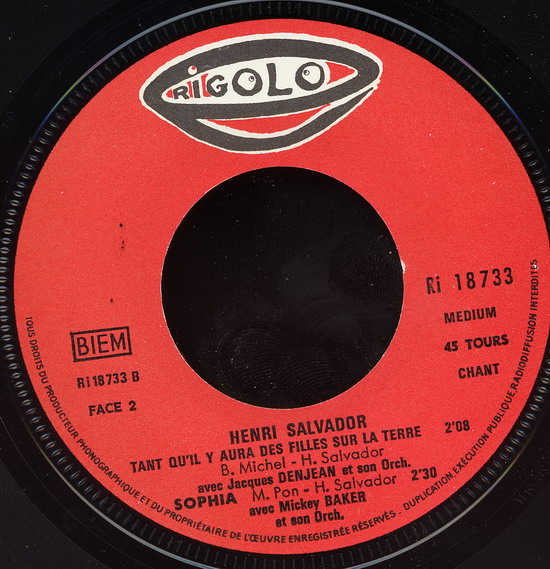 RIGOLO
Ri 18733
MEDIUM
45 TOURS
CHANT
BIEM
Ri 18733 B
FACE 2
HENRI SALVADOR
TANT QU'IL Y AURA DES FILLES SUR LA TERRE 2'08
B. Michel - H. Salvador
avec Jacques DENJEAN et son Orch.
SOPHIA M. Pon - H. Salvador 2'30
avec Mickey BAKER
et son Orch.
TOUS DROITS DU PRODUCTEUR PHONOGRAPHIQUE ET DU PROPRIÉTAIRE DE L'ŒUVRE ENREGISTRÉE RÉSERVÉS - DUPLICATION, EXÉCUTION PUBLIQUE, RADIODIFFUSION INTERDITES